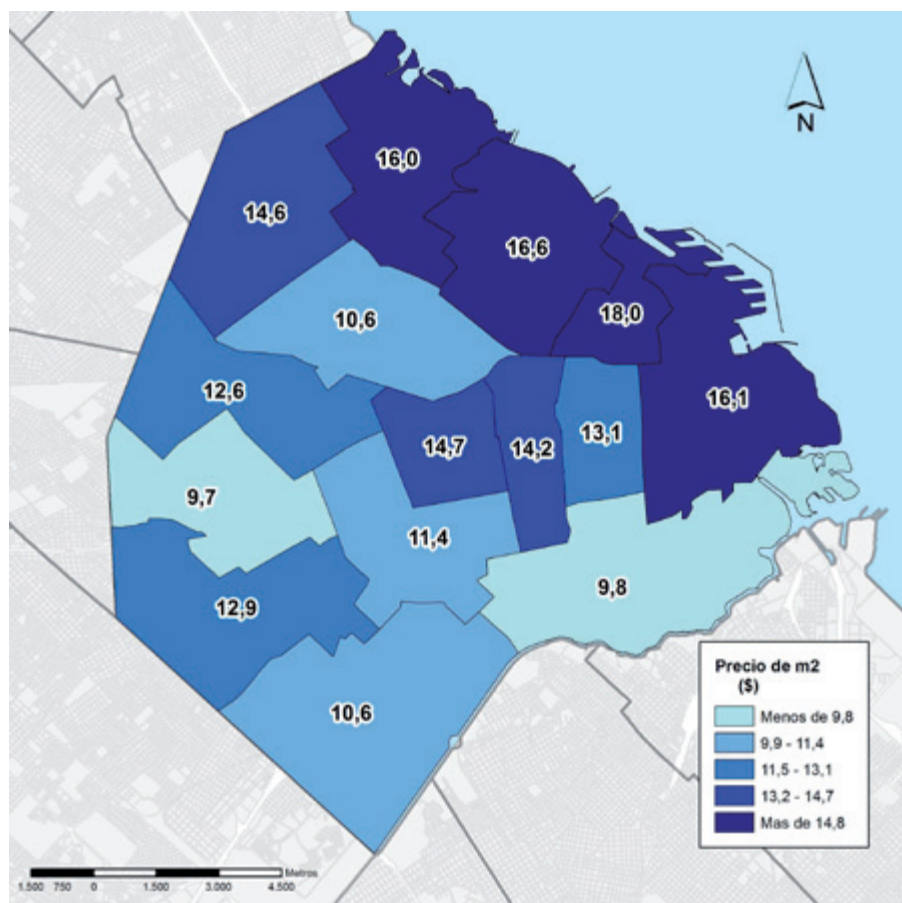 N
16,0
14,6
16,6
10,6
18,0
12,6
16,1
14,7
14,2
13,1
9,7
11,4
9,8
12,9
10,6
Precio de m2
($)
Menos de 9,8
9,9 - 11,4
11,5 - 13,1
13,2 - 14,7
Mas de 14,8
Metros
1.500 750 0 1.500 3.000 4.500